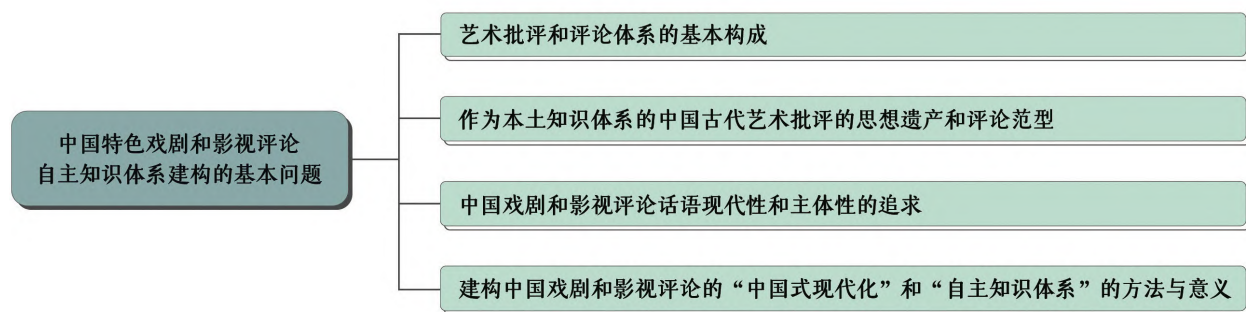 中国特色戏剧和影视评论
自主知识体系建构的基本问题
艺术批评和评论体系的基本构成
作为本土知识体系的中国古代艺术批评的思想遗产和评论范型
中国戏剧和影视评论话语现代性和主体性的追求
建构中国戏剧和影视评论的“中国式现代化”和“自主知识体系”的方法与意义